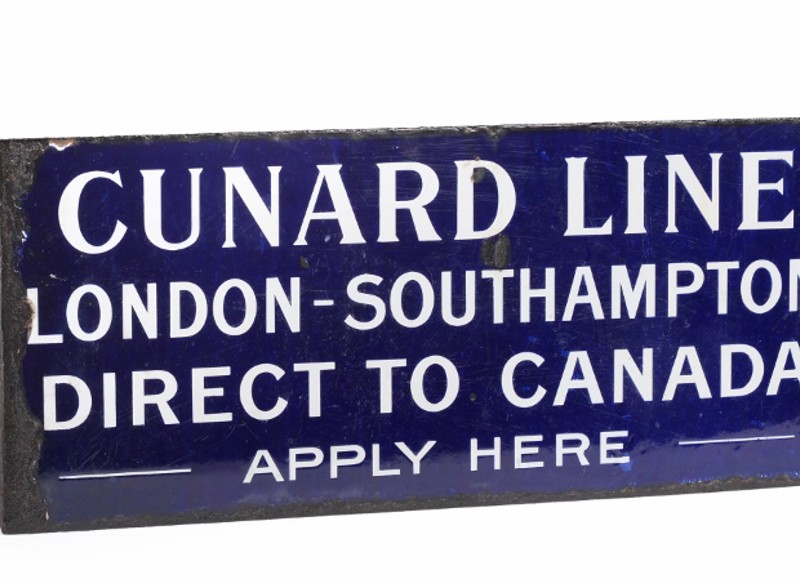 CUNARD LINE
LONDON-SOUTHAMPTON
DIRECT TO CANADA
APPLY HERE